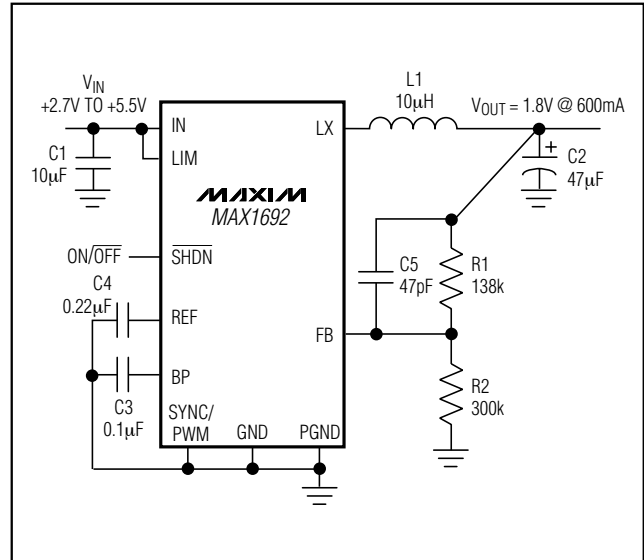 VIN
+2.7V TO +5.5V
L1
10μH
VOUT = 1.8V @ 600mA
IN
LX
C1
10μF
LIM
C2
47μF
+
MAXIM
MAX1692
ON/OFF
SHDN
C5
47pF
R1
138k
C4
0.22μF
REF
FB
BP
C3
0.1μF
R2
300k
SYNC/
PWM
GND
PGND